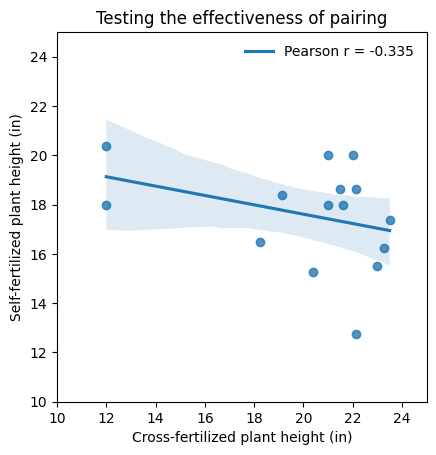 Testing the effectiveness of pairing
Pearson r = -0.335
24
22
20
18
16
14
12
10
Self-fertilized plant height (in)
10 12 14 16 18 20 22 24
Cross-fertilized plant height (in)